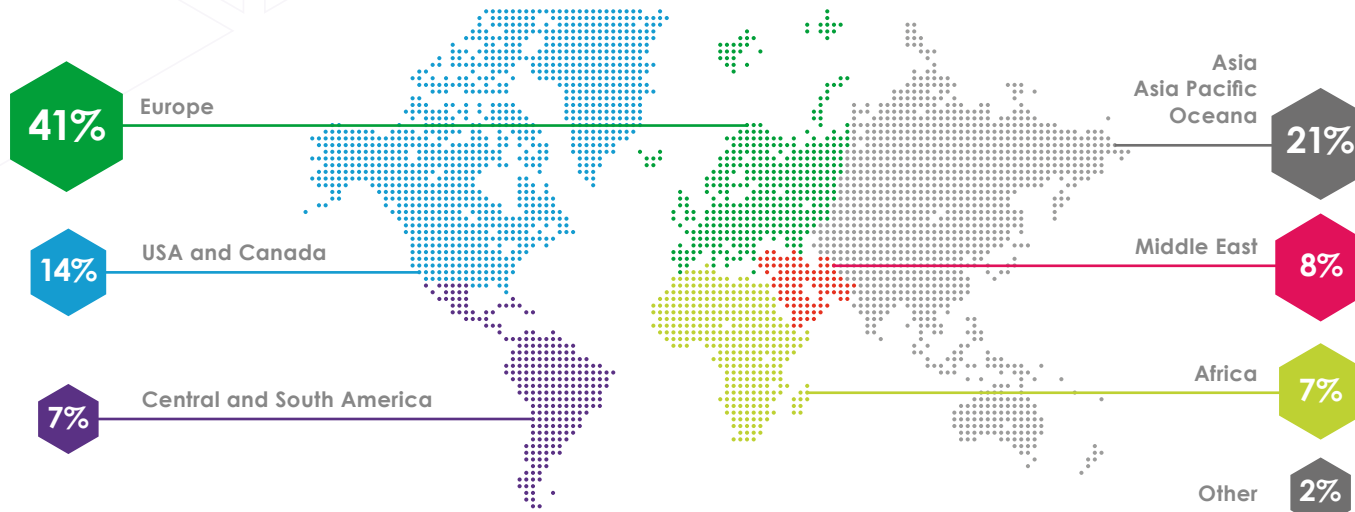 41%
Europe
14%
USA and Canada
7%
Central and South America
Asia
Asia Pacific
Oceana
21%
Middle East
8%
Africa
7%
Other
2%